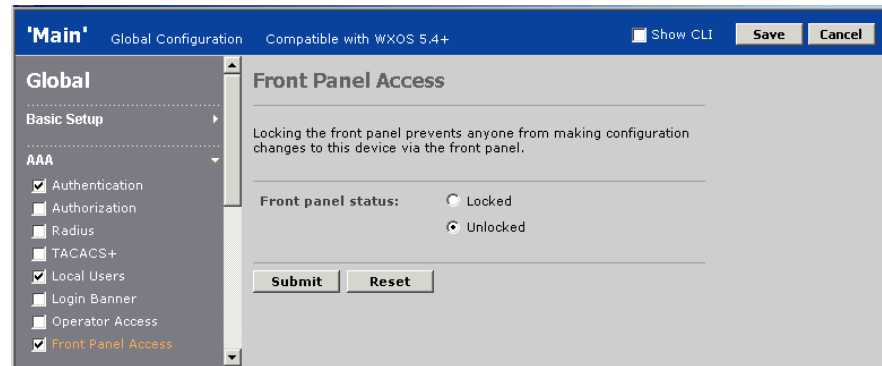 'Main' Global Configuration Compatible with WXOS 5.4+ Show CLI Save Cancel
Global
Basic Setup
AAA
Authentication
Authorization
Radius
TACACS+
Local Users
Login Banner
Operator Access
Front Panel Access
Front Panel Access
Locking the front panel prevents anyone from making configuration
changes to this device via the front panel.
Front panel status: Locked
Unlocked
Submit Reset